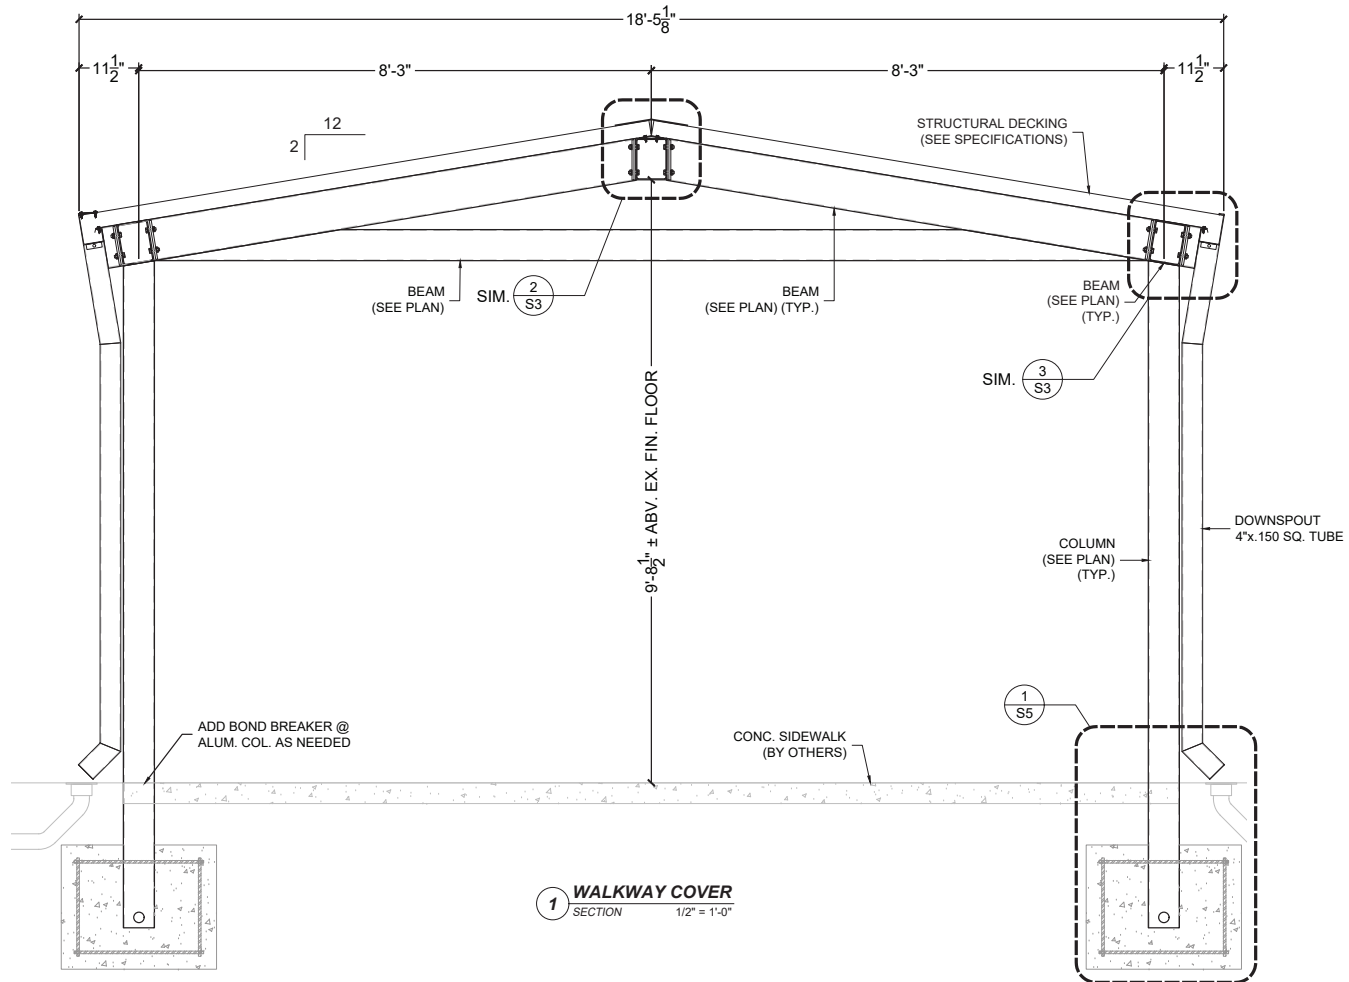 18'-5 1/8"
11 1/2"
8'-3"
8'-3"
11 1/2"
12
2
STRUCTURAL DECKING
(SEE SPECIFICATIONS)
BEAM
(SEE PLAN)
SIM.
2
S3
BEAM
(SEE PLAN) (TYP.)
BEAM
(SEE PLAN)
(TYP.)
SIM.
3
S3
9'-8 1/2" ± ABV. EX. FIN. FLOOR
DOWNSPOUT
4"x.150 SQ. TUBE
COLUMN
(SEE PLAN)
(TYP.)
1
S5
ADD BOND BREAKER @
ALUM. COL. AS NEEDED
CONC. SIDEWALK
(BY OTHERS)
1
WALKWAY COVER
SECTION 1/2" = 1'-0"